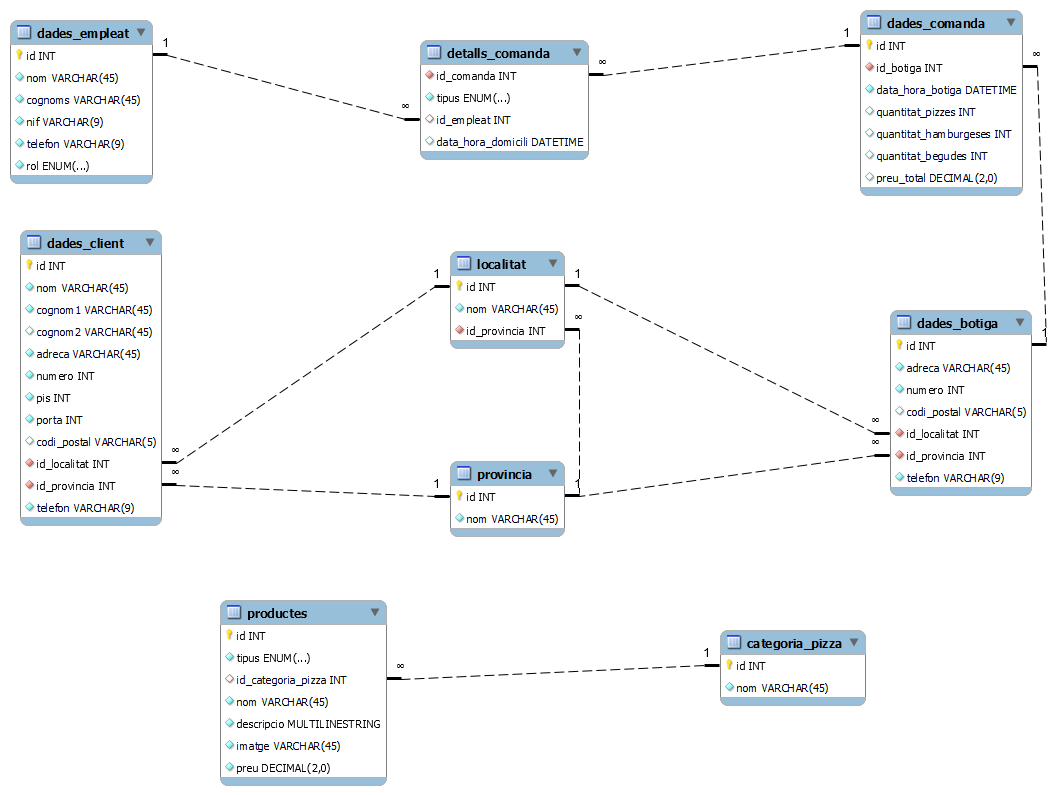 dades_empleat
id INT
nom VARCHAR(45)
cognoms VARCHAR(45)
nif VARCHAR(9)
telefon VARCHAR(9)
rol ENUM(...)
1
∞
detalls_comanda
id_comanda INT
tipus ENUM(...)
id_empleat INT
data_hora_domicili DATETIME
∞
1
dades_comanda
id INT
id_botiga INT
data_hora_botiga DATETIME
quantitat_pizzes INT
quantitat_hamburgeses INT
quantitat_begudes INT
preu_total DECIMAL(2,0)
∞
1
dades_client
id INT
nom VARCHAR(45)
cognom1 VARCHAR(45)
cognom2 VARCHAR(45)
adreca VARCHAR(45)
numero INT
pis INT
porta INT
codi_postal VARCHAR(5)
id_localitat INT
id_provincia INT
telefon VARCHAR(9)
∞
∞
1
localitat
id INT
nom VARCHAR(45)
id_provincia INT
1
∞
1
provincia
id INT
nom VARCHAR(45)
1
∞
∞
dades_botiga
id INT
adreca VARCHAR(45)
numero INT
codi_postal VARCHAR(5)
id_localitat INT
id_provincia INT
telefon VARCHAR(9)
productes
id INT
tipus ENUM(...)
id_categoria_pizza INT
nom VARCHAR(45)
descripcio MULTILINESTRING
imatge VARCHAR(45)
preu DECIMAL(2,0)
∞
1
categoria_pizza
id INT
nom VARCHAR(45)